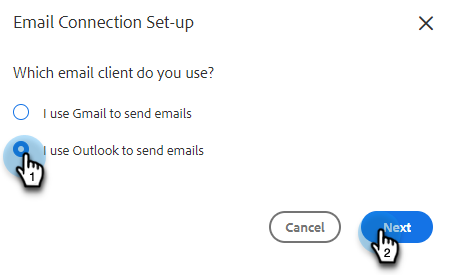 Email Connection Set-up
Which email client do you use?
I use Gmail to send emails
I use Outlook to send emails
1
Cancel
Next
2